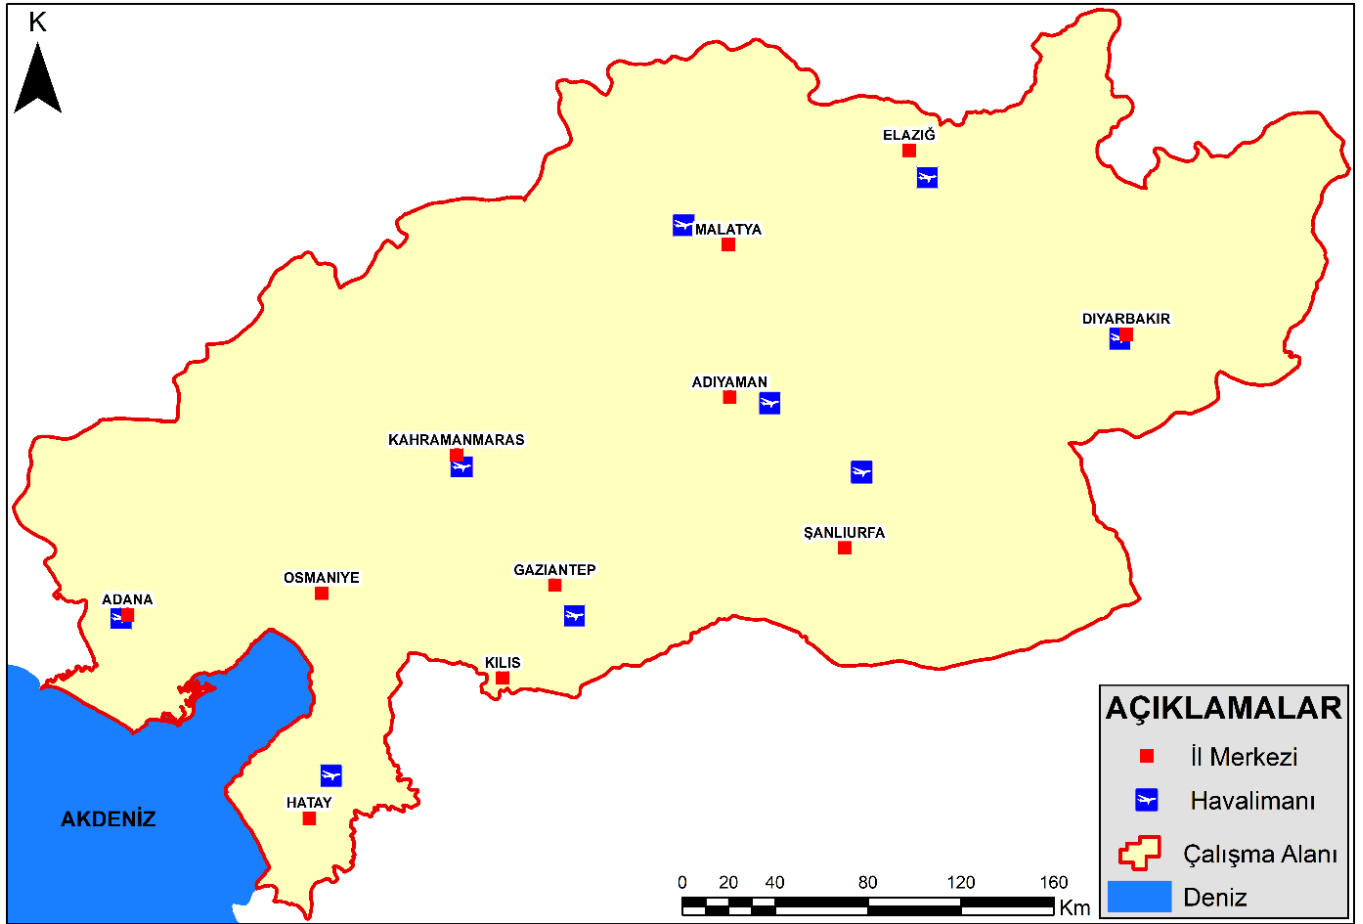 K
ELAZIĞ
MALATYA
DIYARBAKIR
ADIYAMAN
KAHRAMANMARAS
ŞANLIURFA
GAZIANTEP
OSMANIYE
ADANA
KILIS
HATAY
AKDENİZ
AÇIKLAMALAR
İl Merkezi
Havalimanı
Çalışma Alanı
Deniz
0 20 40 80 120 160
Km